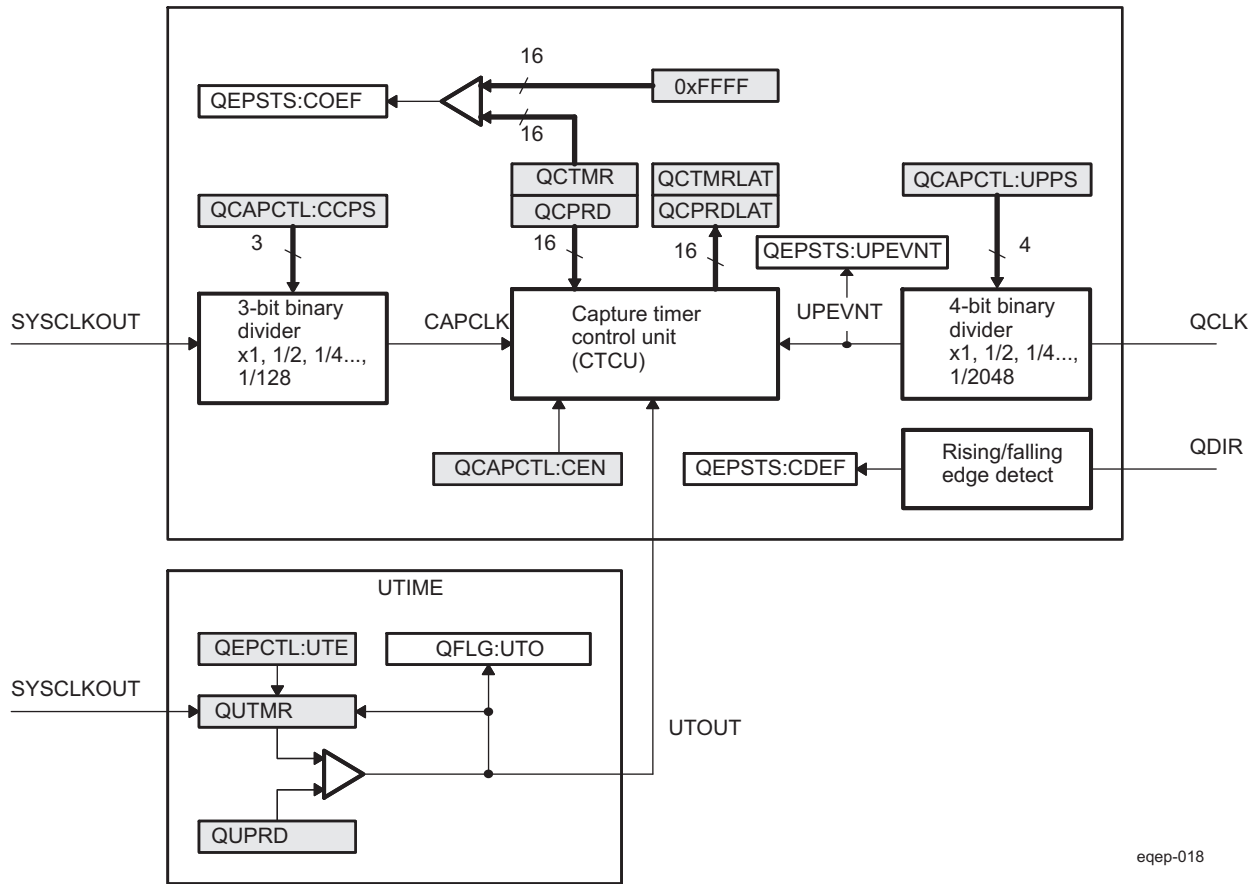 16
0xFFFF
QEPSTS:COEF
16
QCTMR
QCTMRLAT
QCAPCTL:UPPS
QCAPCTL:CCPS
QCPRD
QCPRDLAT
3
16
16
QEPSTS:UPEVNT
4
SYSCLKOUT
3-bit binary
divider
x1, 1/2, 1/4...,
1/128
CAPCLK
Capture timer
control unit
(CTCU)
UPEVNT
4-bit binary
divider
x1, 1/2, 1/4...,
1/2048
QCLK
QCAPCTL:CEN
QEPSTS:CDEF
Rising/falling
edge detect
QDIR
UTIME
QEPCTL:UTE
QFLG:UTO
SYSCLKOUT
QUTMR
UTOUT
QUPRD
eqep-018